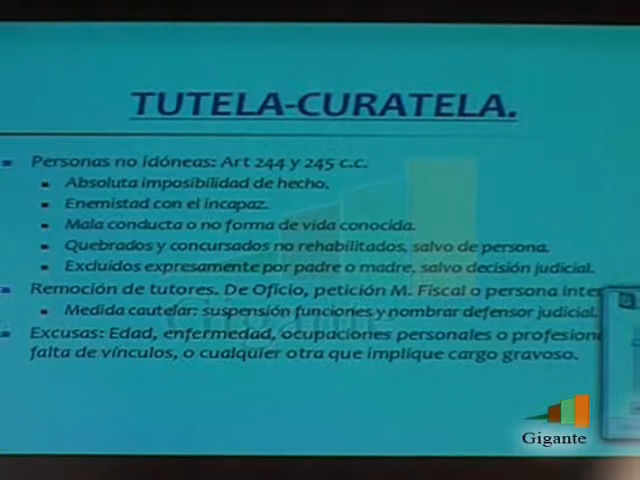 TUTELA-CURATELA.
Personas no idóneas: Art 244 y 245 c.c.
Absoluta imposibilidad de hecho.
Enemistad con el incapaz.
Mala conducta o no forma de vida conocida.
Quebrados y concursados no rehabilitados, salvo de persona.
Excluidos expresamente por padre o madre, salvo decisión judicial.
Remoción de tutores. De Oficio, petición M. Fiscal o persona inter
Medida cautelar: suspensión funciones y nombrar defensor judicial.
Excusas: Edad, enfermedad, ocupaciones personales o profesion
falta de vínculos, o cualquier otra que implique cargo gravoso.
Gigante
Gigante